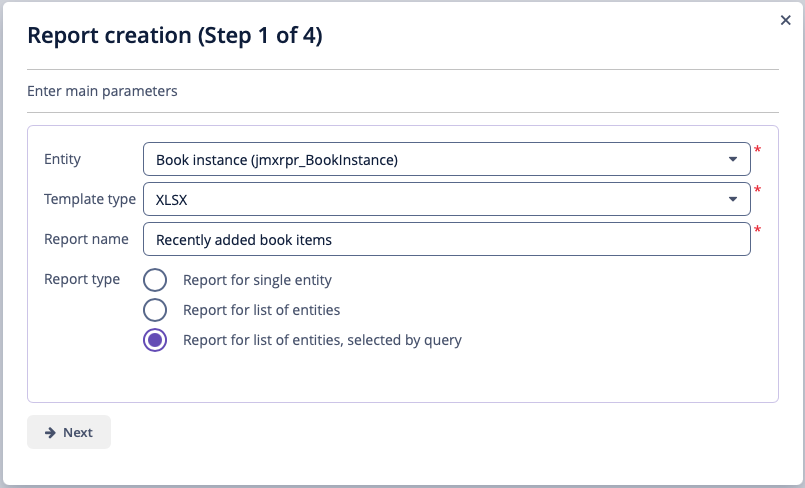 Report creation (Step 1 of 4)
Enter main parameters
Entity Book instance (jmxrpr_BookInstance) *
Template type XLSX *
Report name Recently added book items *
Report type Report for single entity
Report for list of entities
Report for list of entities, selected by query
Next